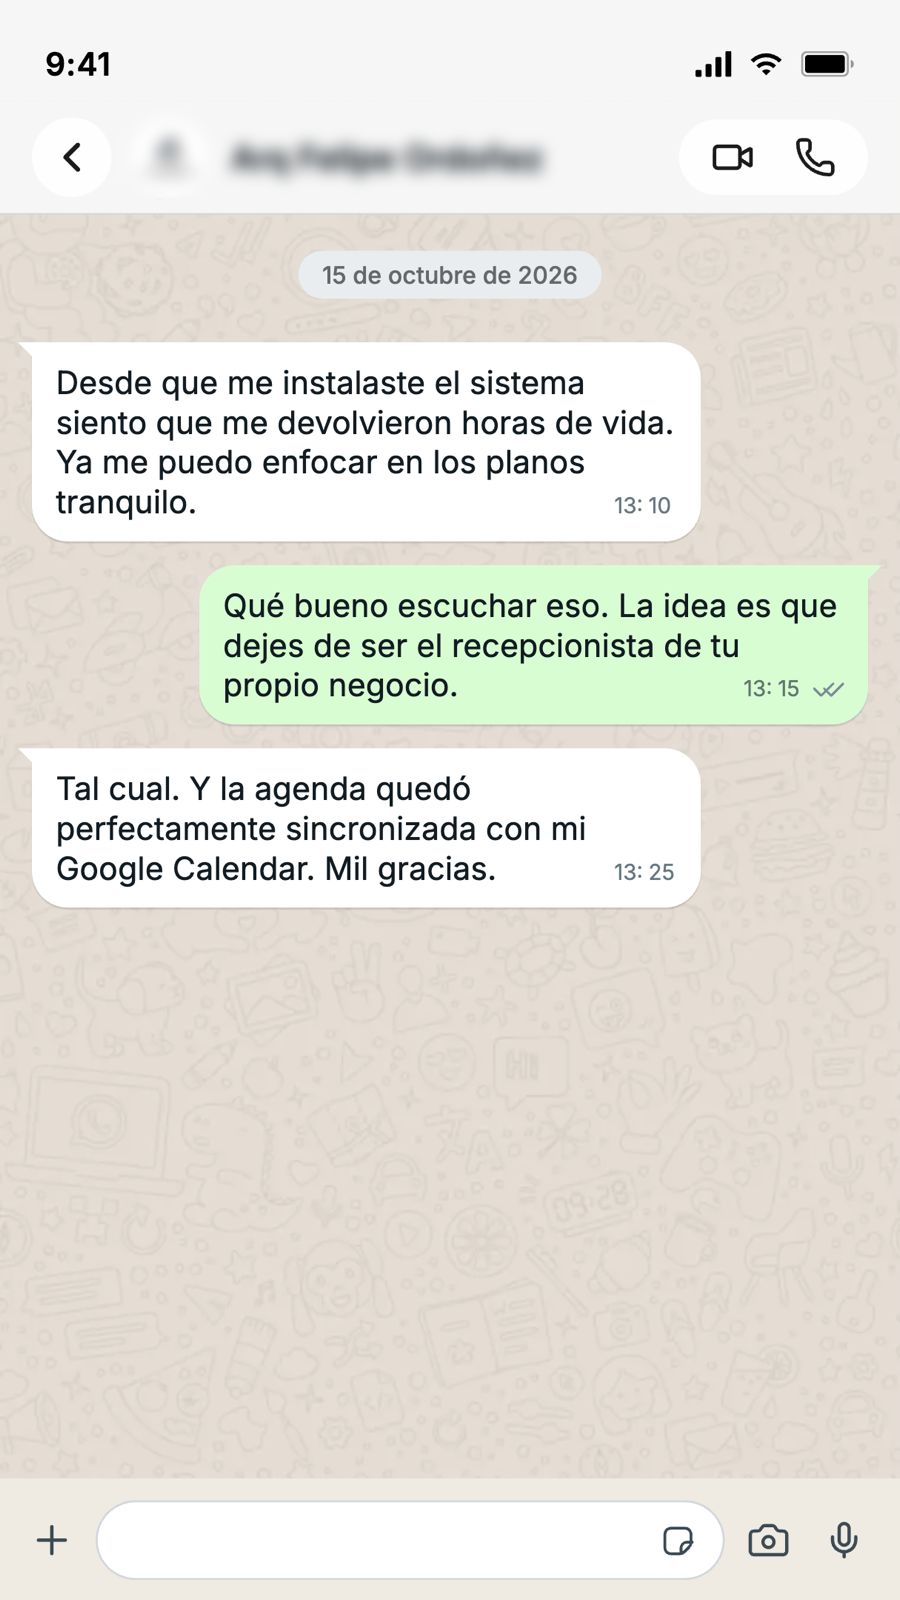 9:41
15 de octubre de 2026
Desde que me instalaste el sistema
siento que me devolvieron horas de vida.
Ya me puedo enfocar en los planos
tranquilo.
13: 10
Qué bueno escuchar eso. La idea es que
dejes de ser el recepcionista de tu
propio negocio.
13: 15
Tal cual. Y la agenda quedó
perfectamente sincronizada con mi
Google Calendar. Mil gracias.
13: 25